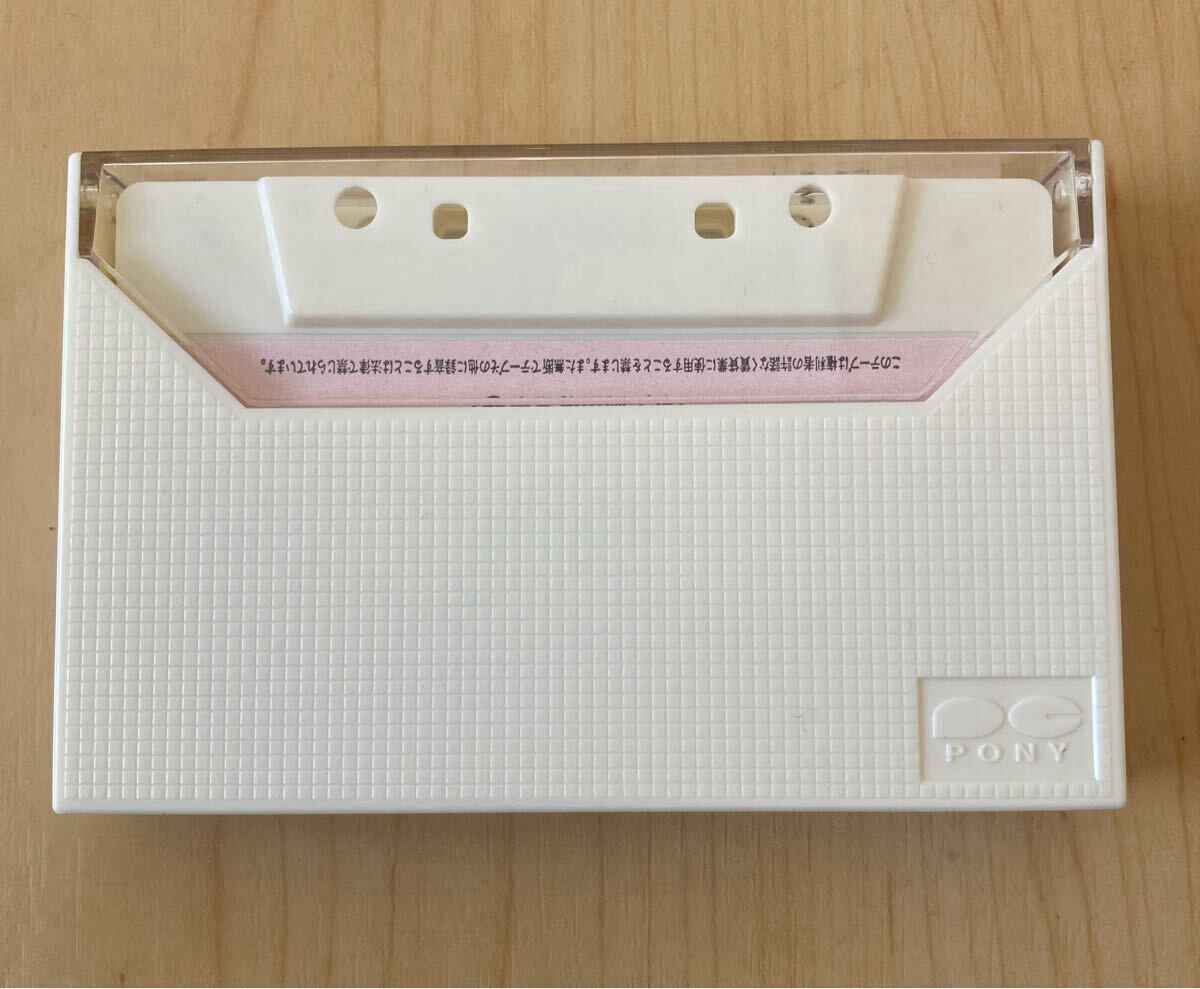 このテープは権利者の許諾なく賃貸業に使用することを禁じます。また無断でテープその他に録音することは法律で禁じられています。
PC
PONY